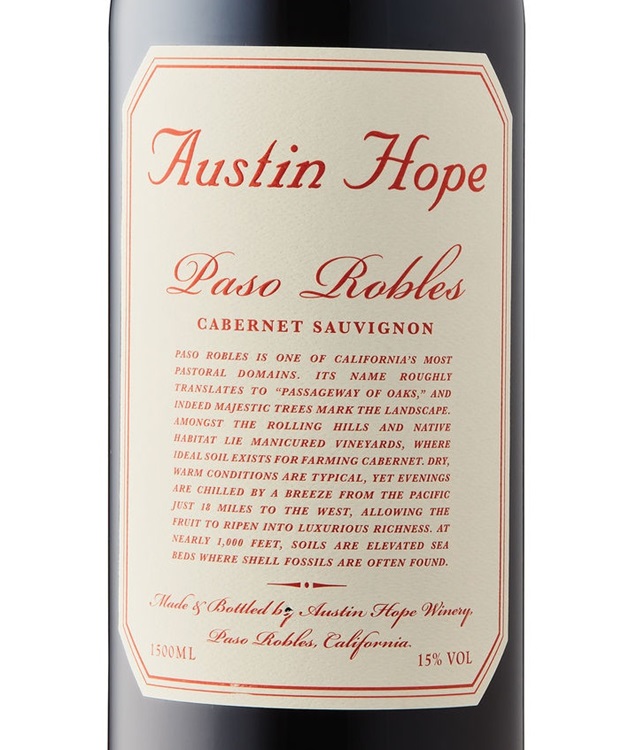 Austin Hope
Paso Robles
CABERNET SAUVIGNON
PASO ROBLES IS ONE OF CALIFORNIA'S MOST
PASTORAL DOMAINS. ITS NAME ROUGHLY
TRANSLATES TO "PASSAGEWAY OF OAKS," AND
INDEED MAJESTIC TREES MARK THE LANDSCAPE.
AMONGST THE ROLLING HILLS AND NATIVE
HABITAT LIE MANICURED VINEYARDS, WHERE
IDEAL SOIL EXISTS FOR FARMING CABERNET. DRY,
WARM CONDITIONS ARE TYPICAL, YET EVENINGS
ARE CHILLED BY A BREEZE FROM THE PACIFIC
JUST 18 MILES TO THE WEST, ALLOWING THE
FRUIT TO RIPEN INTO LUXURIOUS RICHNESS. AT
NEARLY 1,000 FEET, SOILS ARE ELEVATED SEA
BEDS WHERE SHELL FOSSILS ARE OFTEN FOUND.
Made & Bottled by Austin Hope Winery,
Paso Robles, California.
1500ML 15% VOL